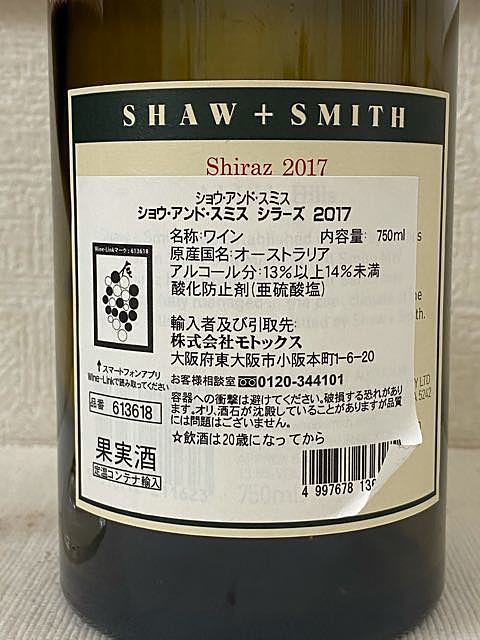 SHAW + SMITH
Shiraz 2017
ショウ・アンド・スミス
ショウ・アンド・スミス シラーズ 2017
名称:ワイン 内容量: 750ml
原産国名:オーストラリア
アルコール分:13%以上14%未満
酸化防止剤(亜硫酸塩)
Wine-Linkマーク:613618
輸入者及び引取先:
株式会社モトックス
大阪府東大阪市小阪本町1-6-20
↑スマートフォンアプリ
Wine-Linkで読み取ってください
お客様相談室 0120-344101
品番 613618
容器への衝撃は避けてください。破損する恐れがあり
ます。オリ、酒石が沈殿していることがありますが品質
には問題はございません。
☆飲酒は20歳になってから
果実酒
定温コンテナ輸入
4 997678 13
750ml
Y LTD
A 5242